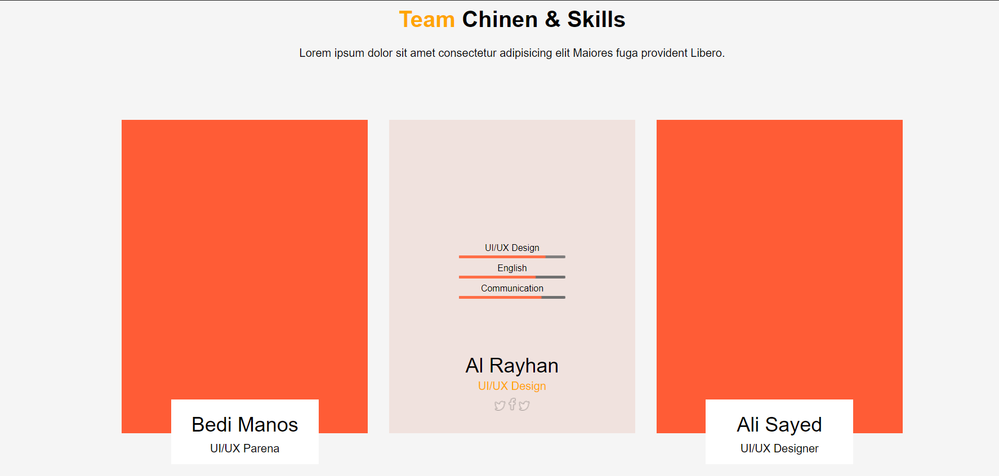 Team Chinen & Skills
Lorem ipsum dolor sit amet consectetur adipisicing elit Maiores fuga provident Libero.
UI/UX Design
English
Communication
Al Rayhan
UI/UX Design
Bedi Manos
UI/UX Parena
Ali Sayed
UI/UX Designer